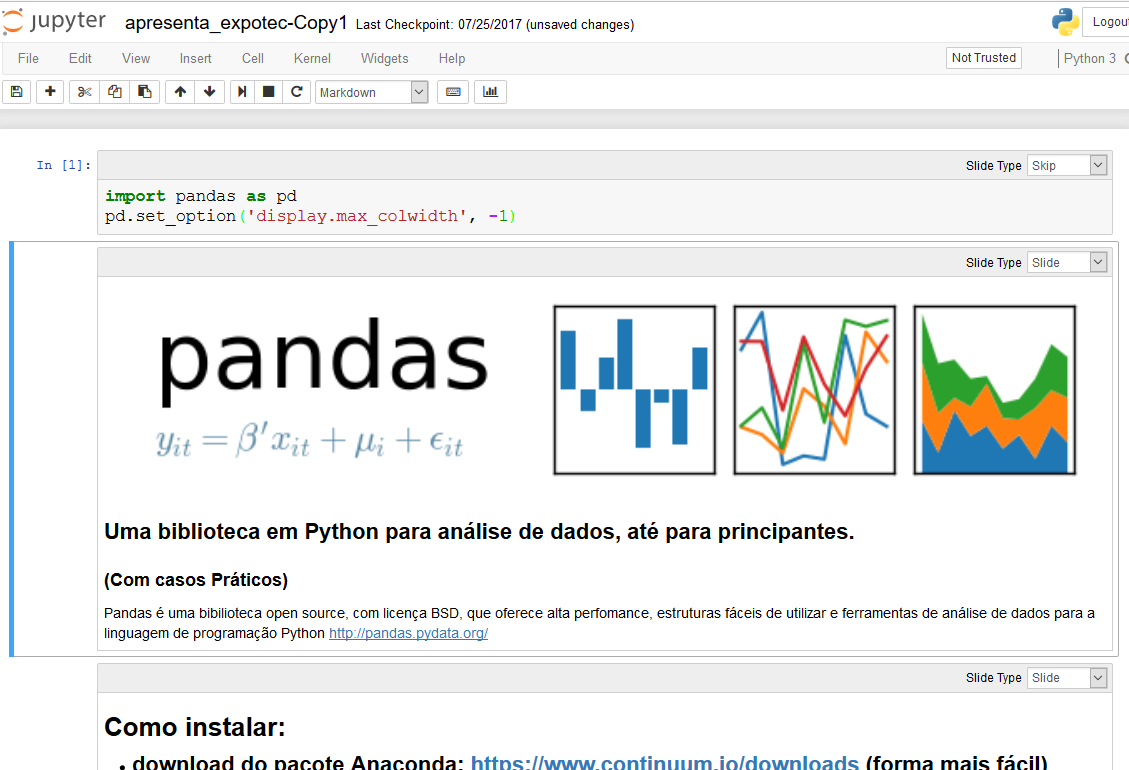 jupyter apresenta_expotec-Copy1 Last Checkpoint: 07/25/2017 (unsaved changes) Logou
File Edit View Insert Cell Kernel Widgets Help Not Trusted Python 3
Markdown
Slide Type Skip
In [1]:
import pandas as pd
pd.set_option('display.max_colwidth', -1)
Slide Type Slide
pandas
y_{it} = β′x_{it} + μ_i + ϵ_{it}
Uma biblioteca em Python para análise de dados, até para principantes.
(Com casos Práticos)
Pandas é uma bibilioteca open source, com licença BSD, que oferece alta perfomance, estruturas fáceis de utilizar e ferramentas de análise de dados para a
linguagem de programação Python http://pandas.pydata.org/
Slide Type Slide
Como instalar:
• download do pacote Anaconda: https://www.continuum.io/downloads (forma mais fácil)